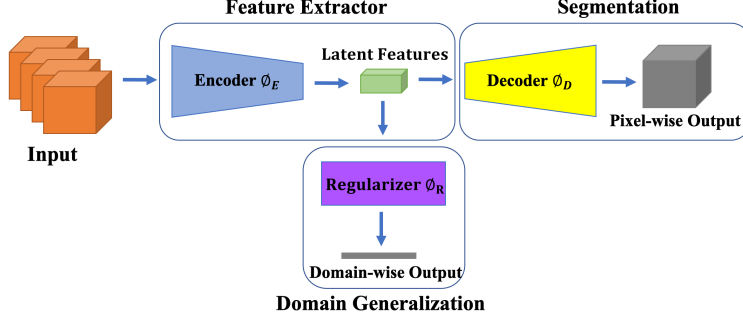 Feature Extractor
Segmentation
Latent Features
Encoder ∅E
Decoder ∅D
Input
Pixel-wise Output
Regularizer ∅R
Domain-wise Output
Domain Generalization